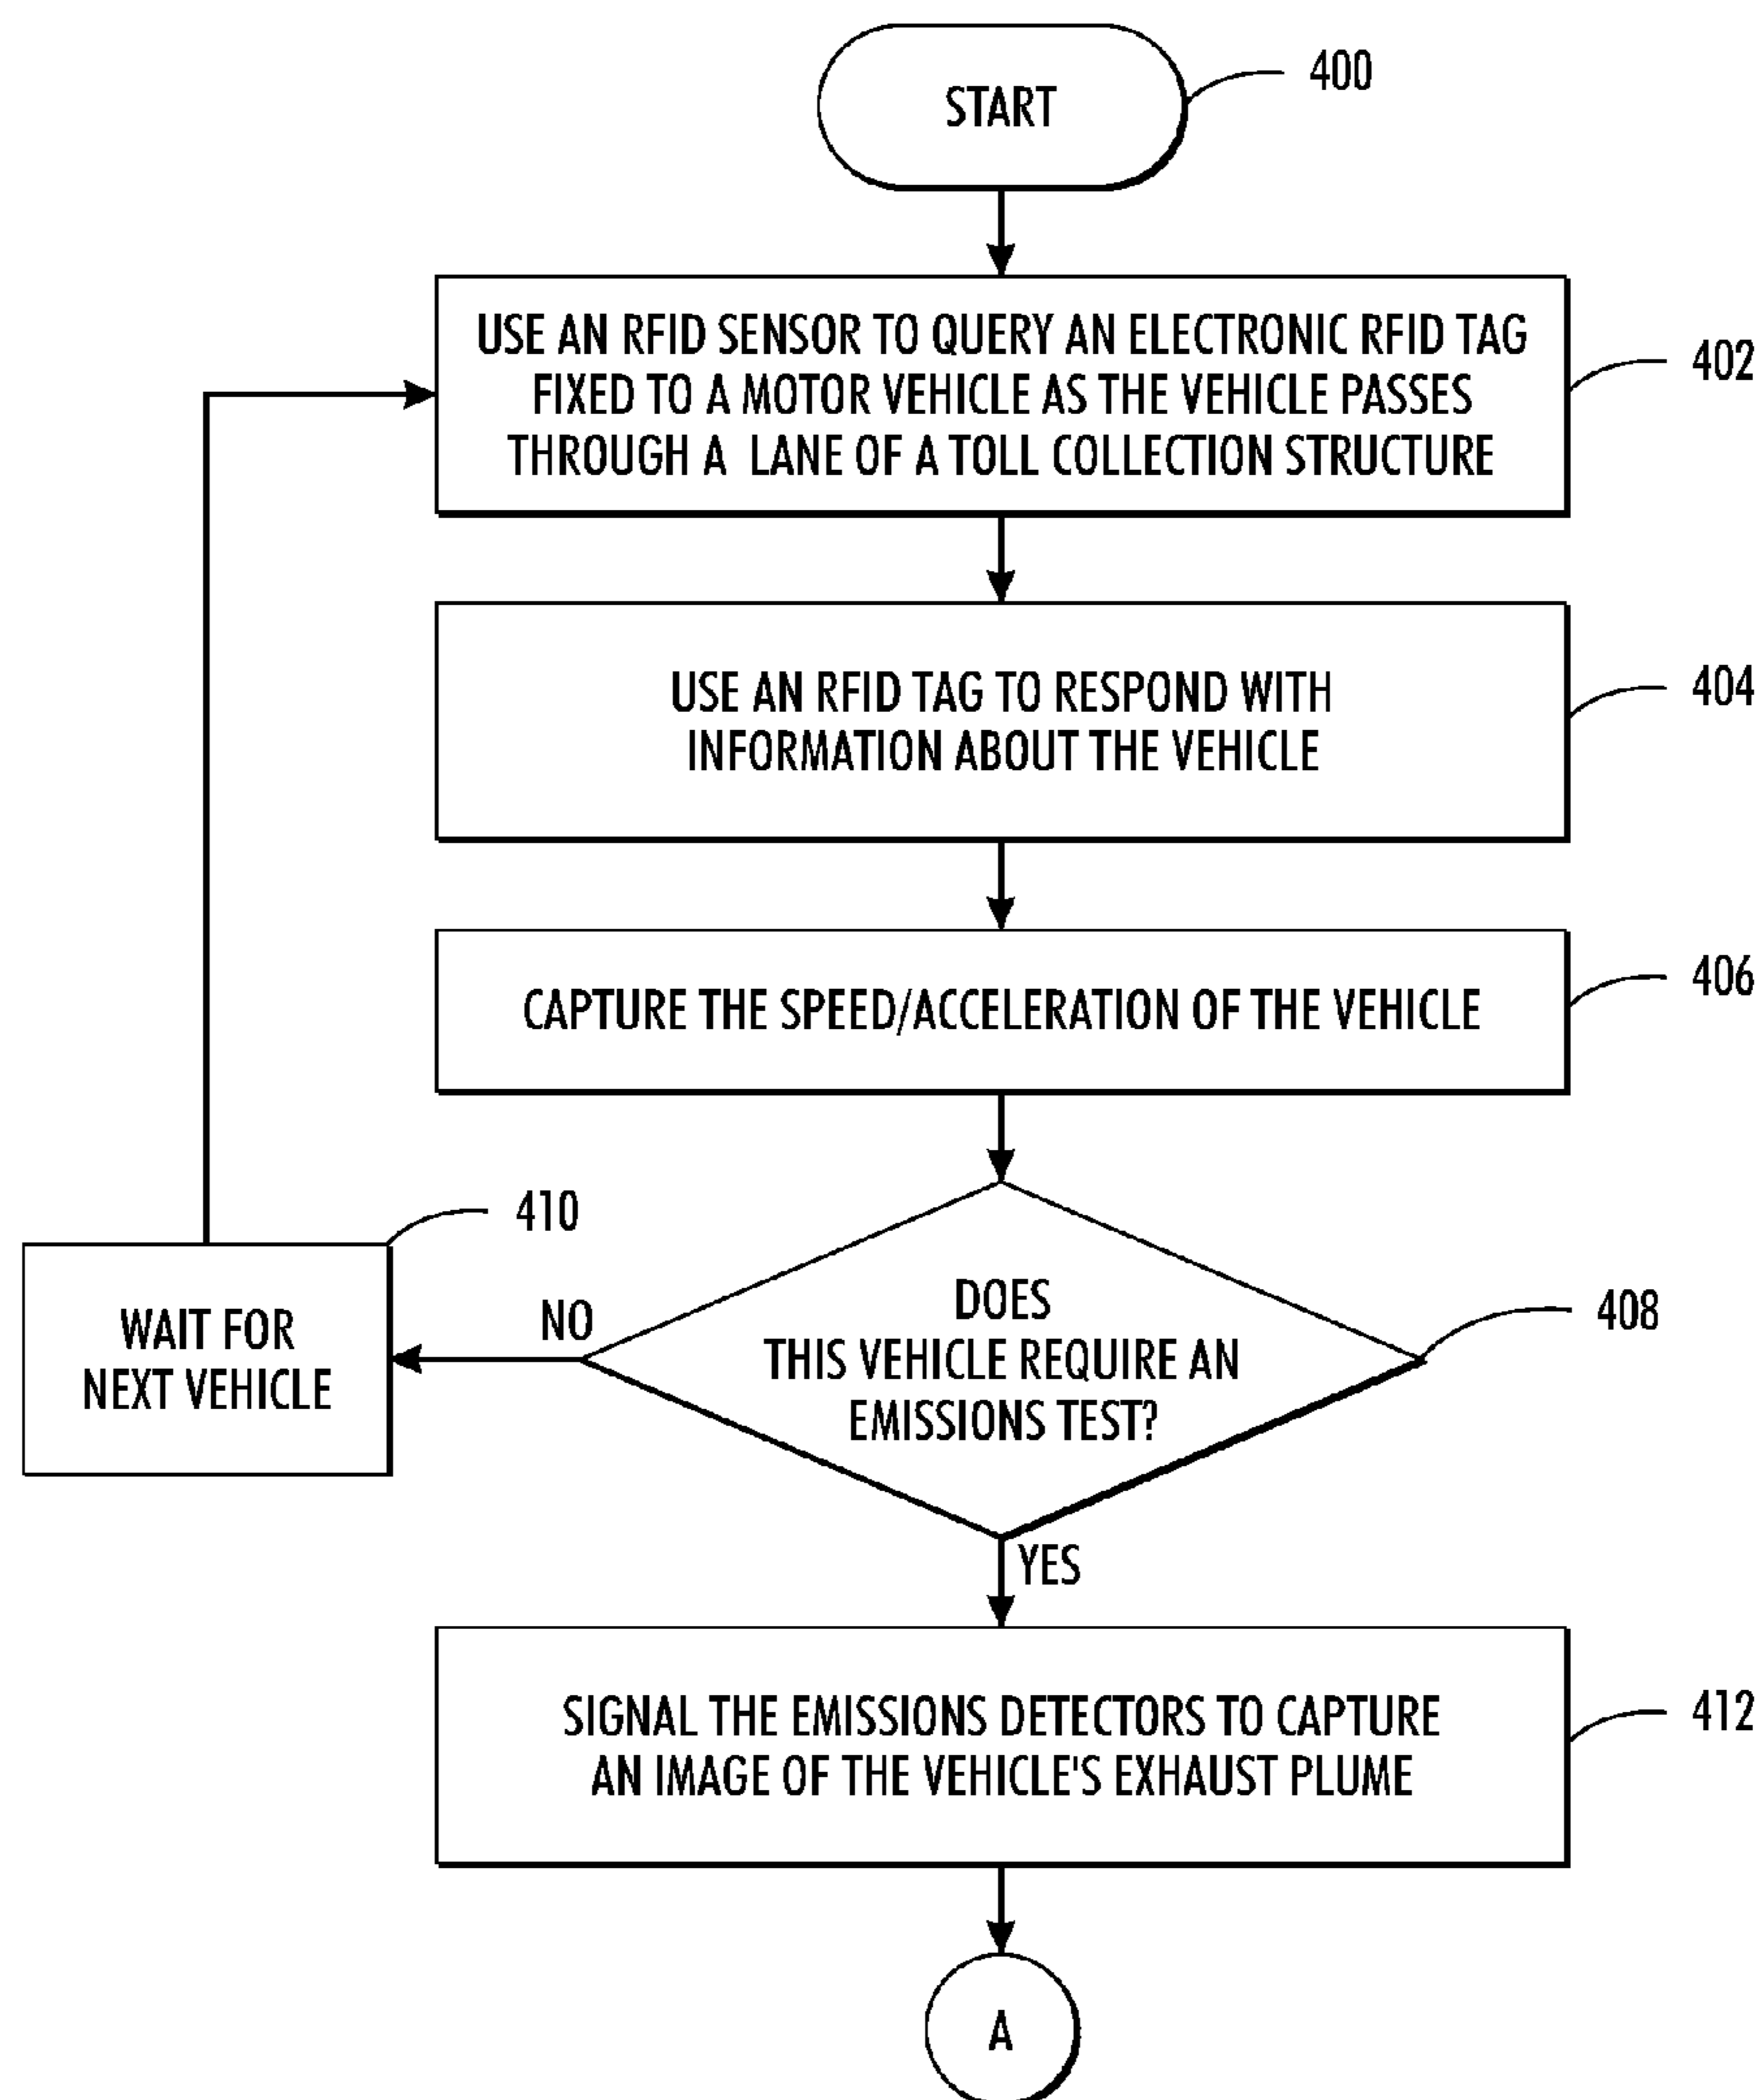 START
400
USE AN RFID SENSOR TO QUERY AN ELECTRONIC RFID TAG
FIXED TO A MOTOR VEHICLE AS THE VEHICLE PASSES
THROUGH A LANE OF A TOLL COLLECTION STRUCTURE
402
USE AN RFID TAG TO RESPOND WITH
INFORMATION ABOUT THE VEHICLE
404
CAPTURE THE SPEED/ACCELERATION OF THE VEHICLE
406
DOES
THIS VEHICLE REQUIRE AN
EMISSIONS TEST?
408
NO
410
WAIT FOR
NEXT VEHICLE
YES
SIGNAL THE EMISSIONS DETECTORS TO CAPTURE
AN IMAGE OF THE VEHICLE'S EXHAUST PLUME
412
A